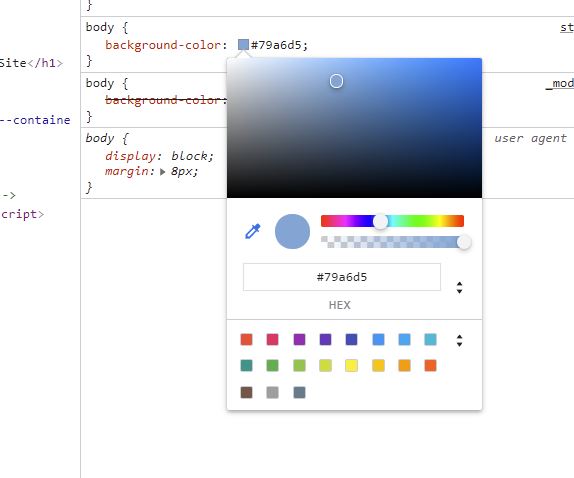 }
body {
st
background-color: #79a6d5;
Site</h1>
}
body {
_mod
background-color:
--containe
}
body {
user agent
display: block;
margin: 8px;
}
-->
cript>
#79a6d5
HEX